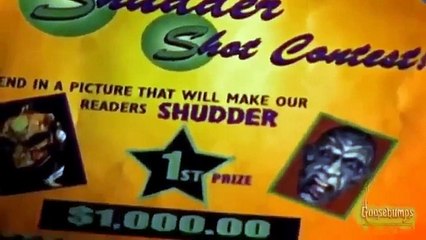 Shudder
Shot Contest!
END IN A PICTURE THAT WILL MAKE OUR
READERS SHUDDER
1ST PRIZE
$1,000.00
Goosebumps